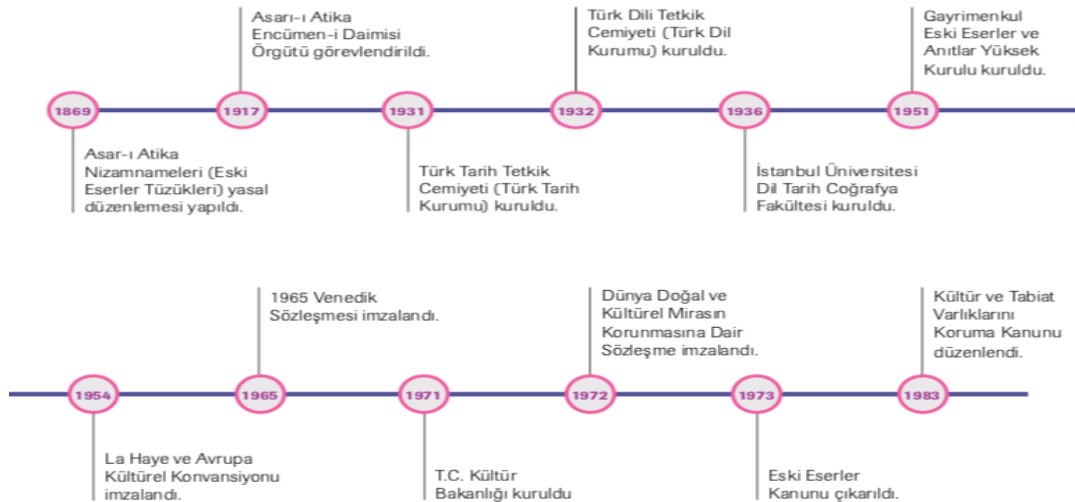 Asarı-ı Atika
Encümen-i Daimisi
Örgütü görevlendirildi.
Türk Dili Tetkik
Cemiyeti (Türk Dil
Kurumu) kuruldu.
Gayrimenkul
Eski Eserler ve
Anıtlar Yüksek
Kurulu kuruldu.
1869
1917
1931
1932
1936
1951
Asar-ı Atika
Nizamnameleri (Eski
Eserler Tüzükleri) yasal
düzenlemesi yapıldı.
Türk Tarih Tetkik
Cemiyeti (Türk Tarih
Kurumu) kuruldu.
İstanbul Üniversitesi
Dil Tarih Coğrafya
Fakültesi kuruldu.
1965 Venedik
Sözleşmesi imzalandı.
Dünya Doğal ve
Kültürel Mirasın
Korunmasına Dair
Sözleşme imzalandı.
Kültür ve Tabiat
Varlıklarını
Koruma Kanunu
düzenlendi.
1954
1965
1971
1972
1973
1983
La Haye ve Avrupa
Kültürel Konvansiyonu
imzalandı.
T.C. Kültür
Bakanlığı kuruldu
Eski Eserler
Kanunu çıkarıldı.